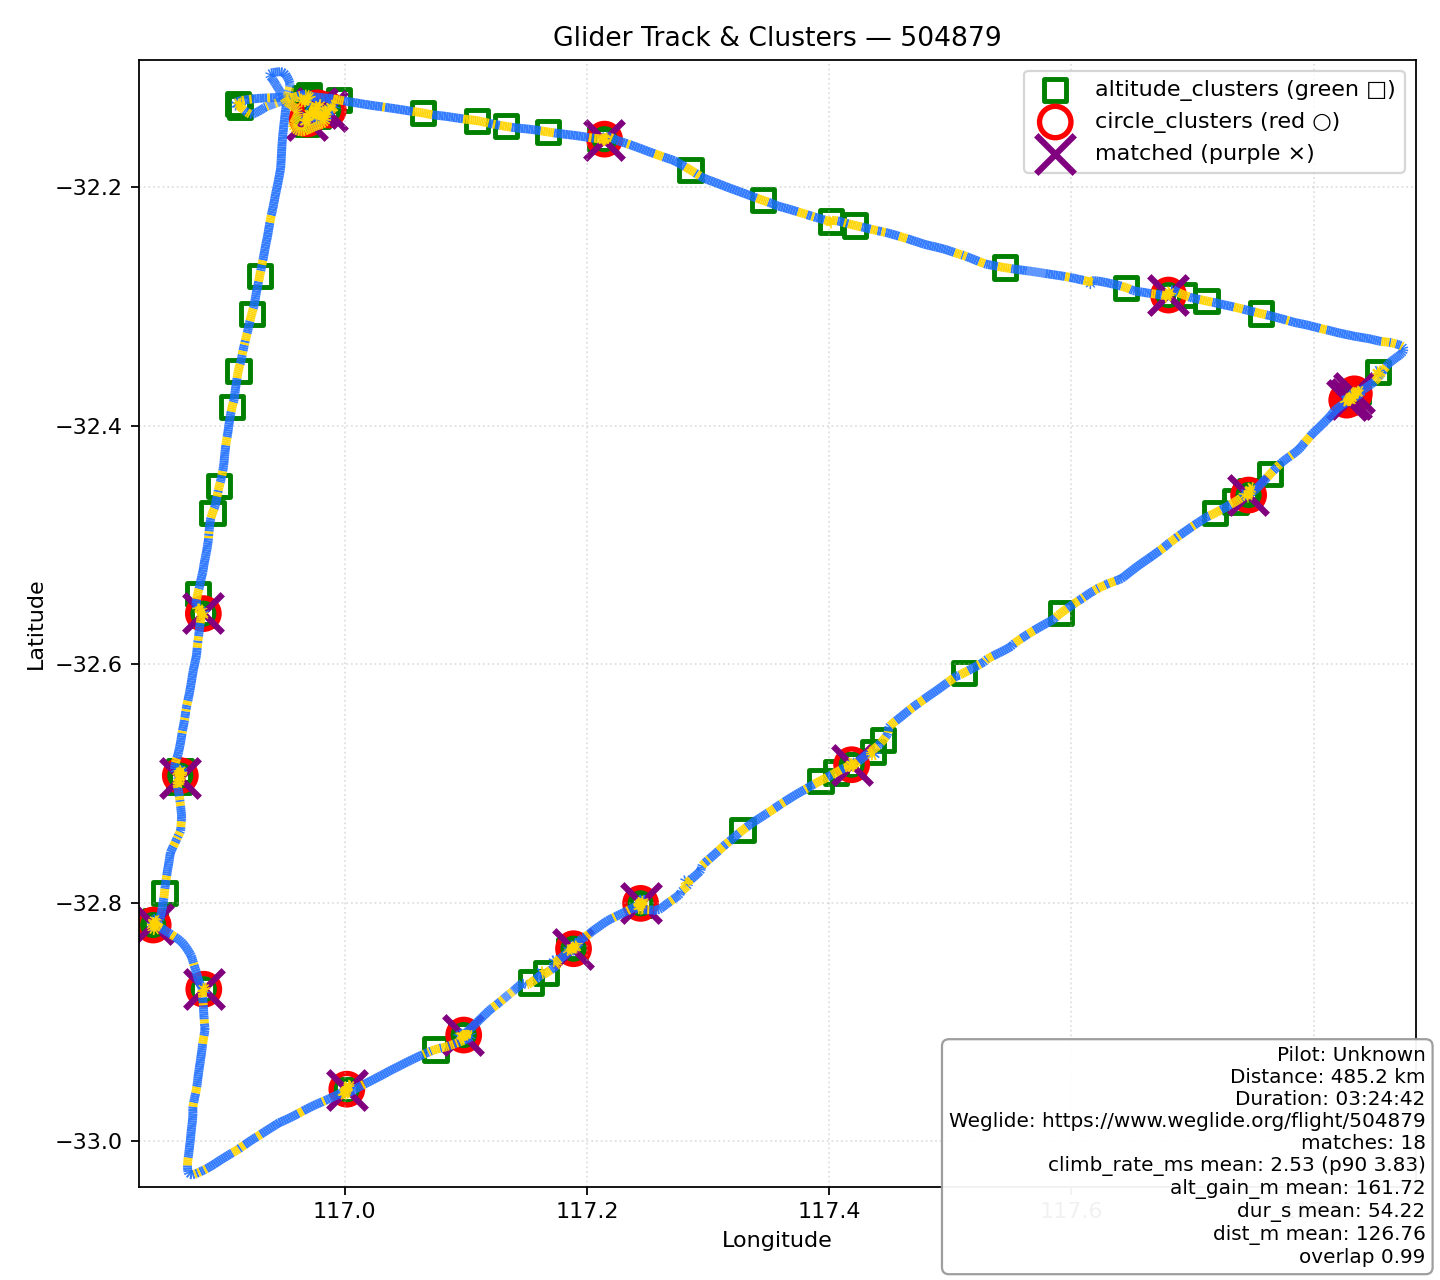 Glider Track & Clusters — 504879
altitude_clusters (green □)
circle_clusters (red ○)
matched (purple ×)
−32.2
−32.4
−32.6
−32.8
−33.0
Latitude
117.0
117.2
117.4
117.6
Longitude
Pilot: Unknown
Distance: 485.2 km
Duration: 03:24:42
Weglide: https://www.weglide.org/flight/504879
matches: 18
climb_rate_ms mean: 2.53 (p90 3.83)
alt_gain_m mean: 161.72
dur_s mean: 54.22
dist_m mean: 126.76
overlap 0.99